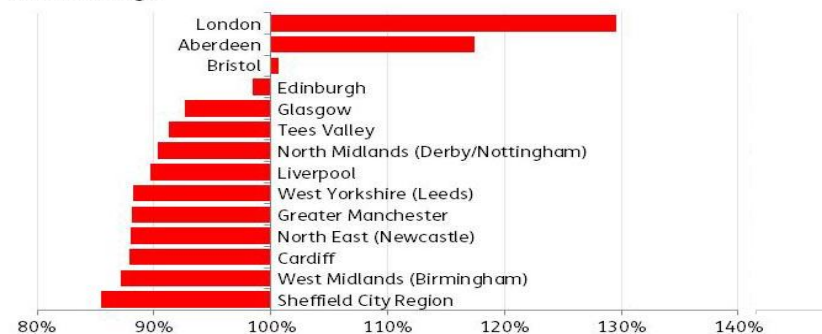 London
Aberdeen
Bristol
Edinburgh
Glasgow
Tees Valley
North Midlands (Derby/Nottingham)
Liverpool
West Yorkshire (Leeds)
Greater Manchester
North East (Newcastle)
Cardiff
West Midlands (Birmingham)
Sheffield City Region
80% 90% 100% 110% 120% 130% 140%